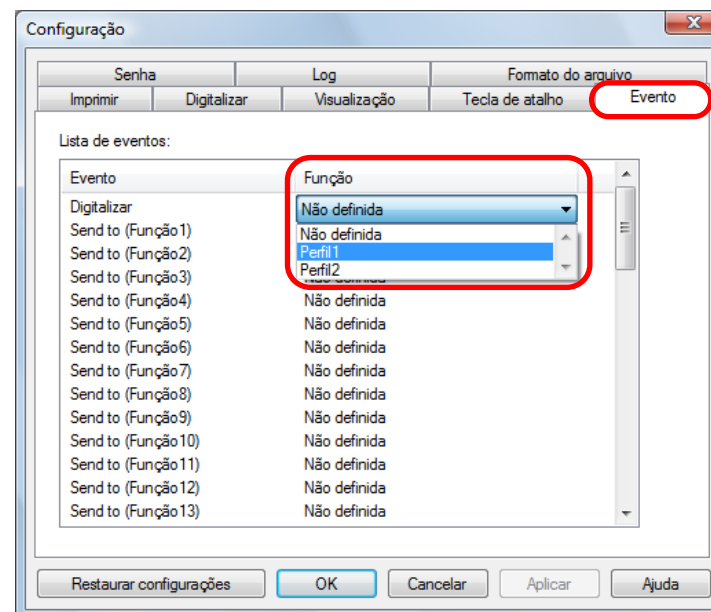 Configuração
Senha Log Formato do arquivo
Imprimir Digitalizar Visualização Tecla de atalho Evento
Lista de eventos:
Evento Função
Digitalizar Não definida
Send to (Função1) Não definida
Send to (Função2) Perfil1
Send to (Função3) Perfil2
Send to (Função4) Não definida
Send to (Função5) Não definida
Send to (Função6) Não definida
Send to (Função7) Não definida
Send to (Função8) Não definida
Send to (Função9) Não definida
Send to (Função10) Não definida
Send to (Função11) Não definida
Send to (Função12) Não definida
Send to (Função13) Não definida
Restaurar configurações OK Cancelar Aplicar Ajuda